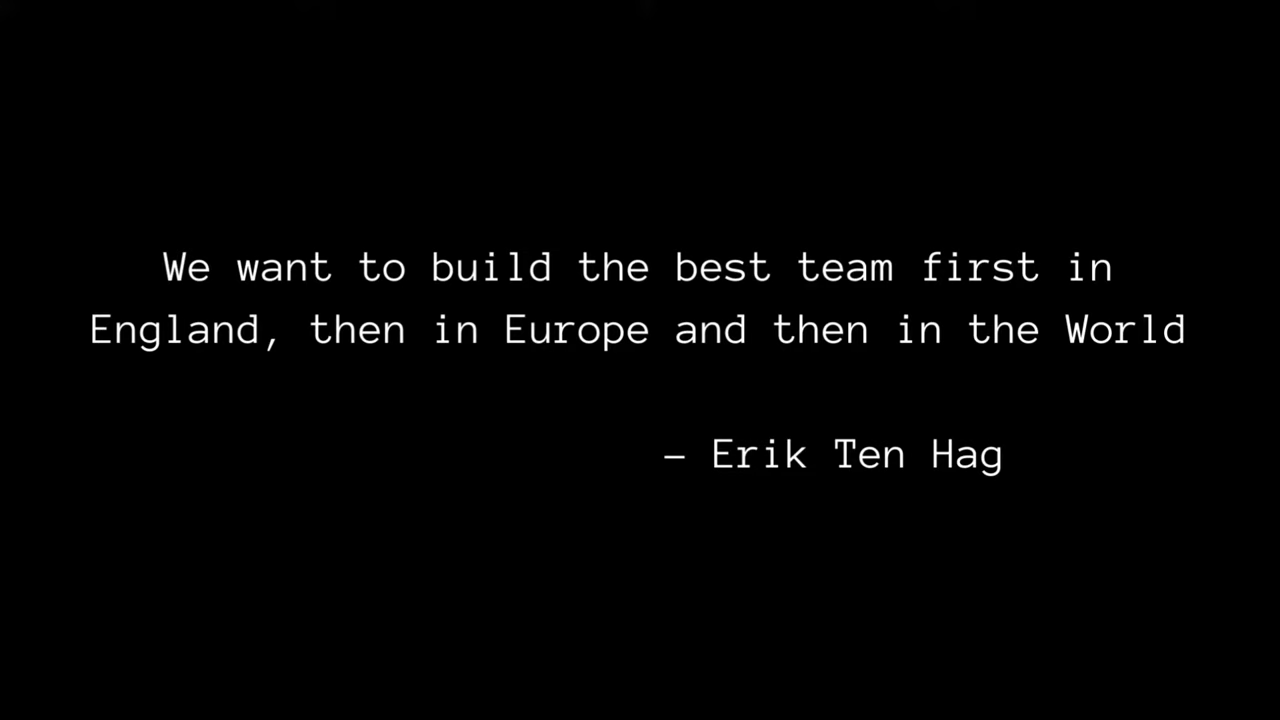 We want to build the best team first in
England, then in Europe and then in the World
– Erik Ten Hag